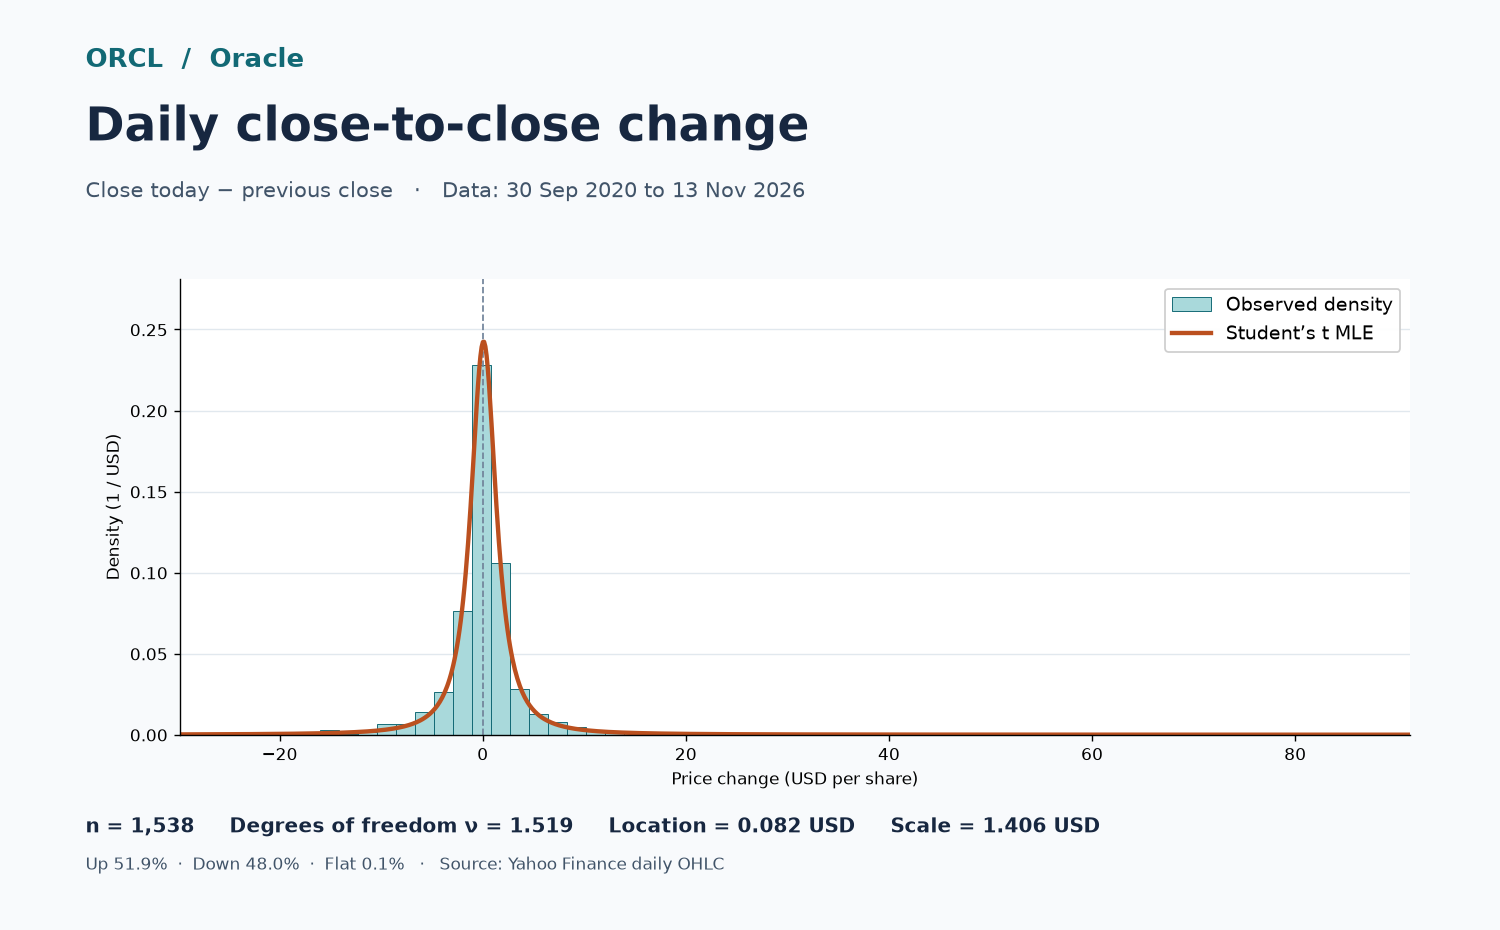 ORCL / Oracle
Daily close-to-close change
Close today − previous close · Data: 30 Sep 2020 to 13 Nov 2026
Observed density
Student’s t MLE
0.25
0.20
0.15
0.10
0.05
0.00
Density (1 / USD)
−20 0 20 40 60 80
Price change (USD per share)
n = 1,538 Degrees of freedom ν = 1.519 Location = 0.082 USD Scale = 1.406 USD
Up 51.9% · Down 48.0% · Flat 0.1% · Source: Yahoo Finance daily OHLC